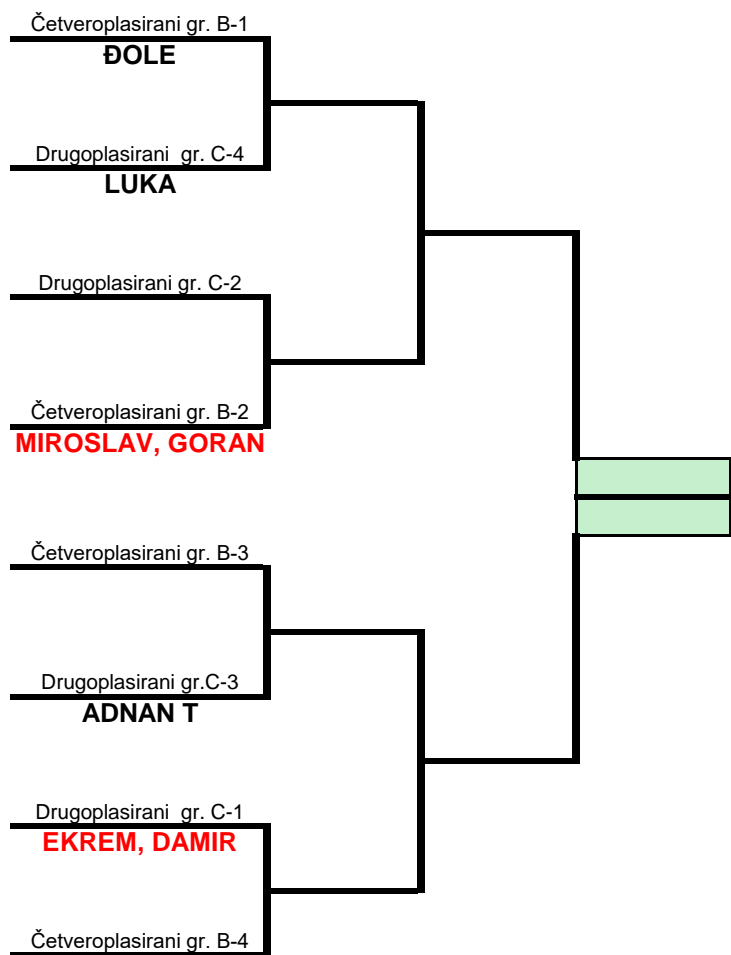 Četveroplasirani gr. B-1
ĐOLE
Drugoplasirani  gr. C-4
LUKA
Drugoplasirani gr. C-2
Četveroplasirani gr. B-2
MIROSLAV, GORAN
Četveroplasirani gr. B-3
Drugoplasirani gr.C-3
ADNAN T
Drugoplasirani  gr. C-1
EKREM, DAMIR
Četveroplasirani gr. B-4